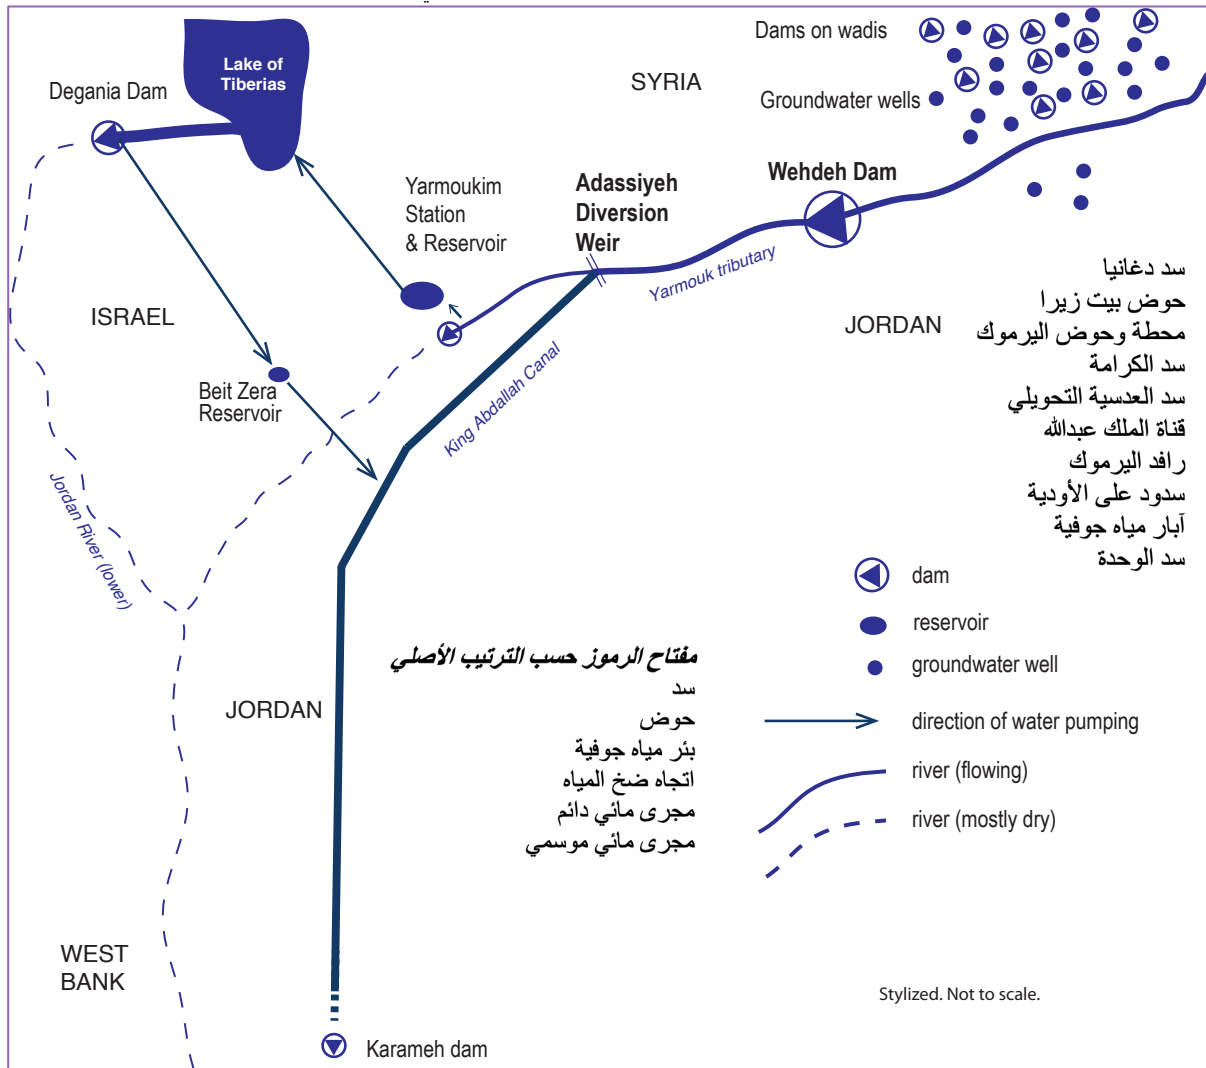 Lake of
Tiberias
Degania Dam
SYRIA
Dams on wadis
Groundwater wells
Wehdeh Dam
Yarmoukim
Station
& Reservoir
Adassiyeh
Diversion
Weir
Yarmouk tributary
ISRAEL
JORDAN
Beit Zera
Reservoir
King Abdallah Canal
Jordan River (lower)
سد دغانيا
حوض بيت زيرا
محطة وحوض اليرموك
سد الكرامة
سد العدسية التحويلي
قناة الملك عبدالله
رافد اليرموك
سدود على الأودية
آبار مياه جوفية
سد الوحدة
dam
reservoir
groundwater well
direction of water pumping
river (flowing)
river (mostly dry)
مفتاح الرموز حسب الترتيب الأصلي
سد
حوض
بئر مياه جوفية
اتجاه ضخ المياه
مجرى مائي دائم
مجرى مائي موسمي
JORDAN
WEST
BANK
Stylized. Not to scale.
Karameh dam